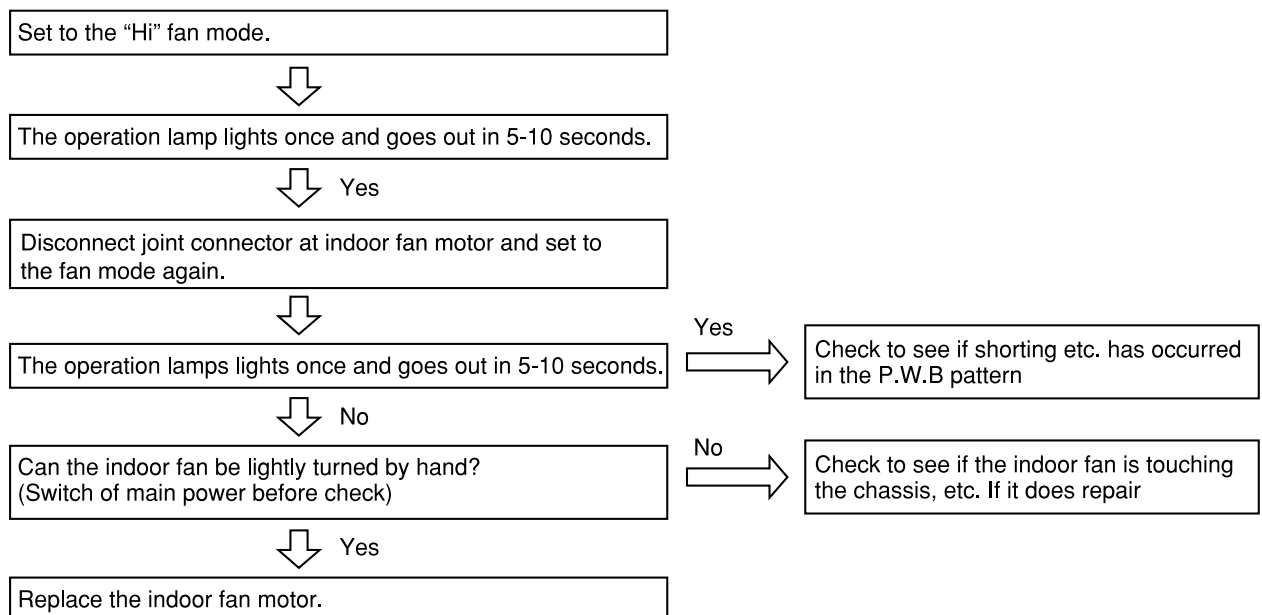 Set to the “Hi” fan mode.
The operation lamp lights once and goes out in 5-10 seconds.
Yes
Disconnect joint connector at indoor fan motor and set to
the fan mode again.
The operation lamps lights once and goes out in 5-10 seconds.
Yes
Check to see if shorting etc. has occurred
in the P.W.B pattern
No
Can the indoor fan be lightly turned by hand?
(Switch of main power before check)
No
Check to see if the indoor fan is touching
the chassis, etc. If it does repair
Yes
Replace the indoor fan motor.